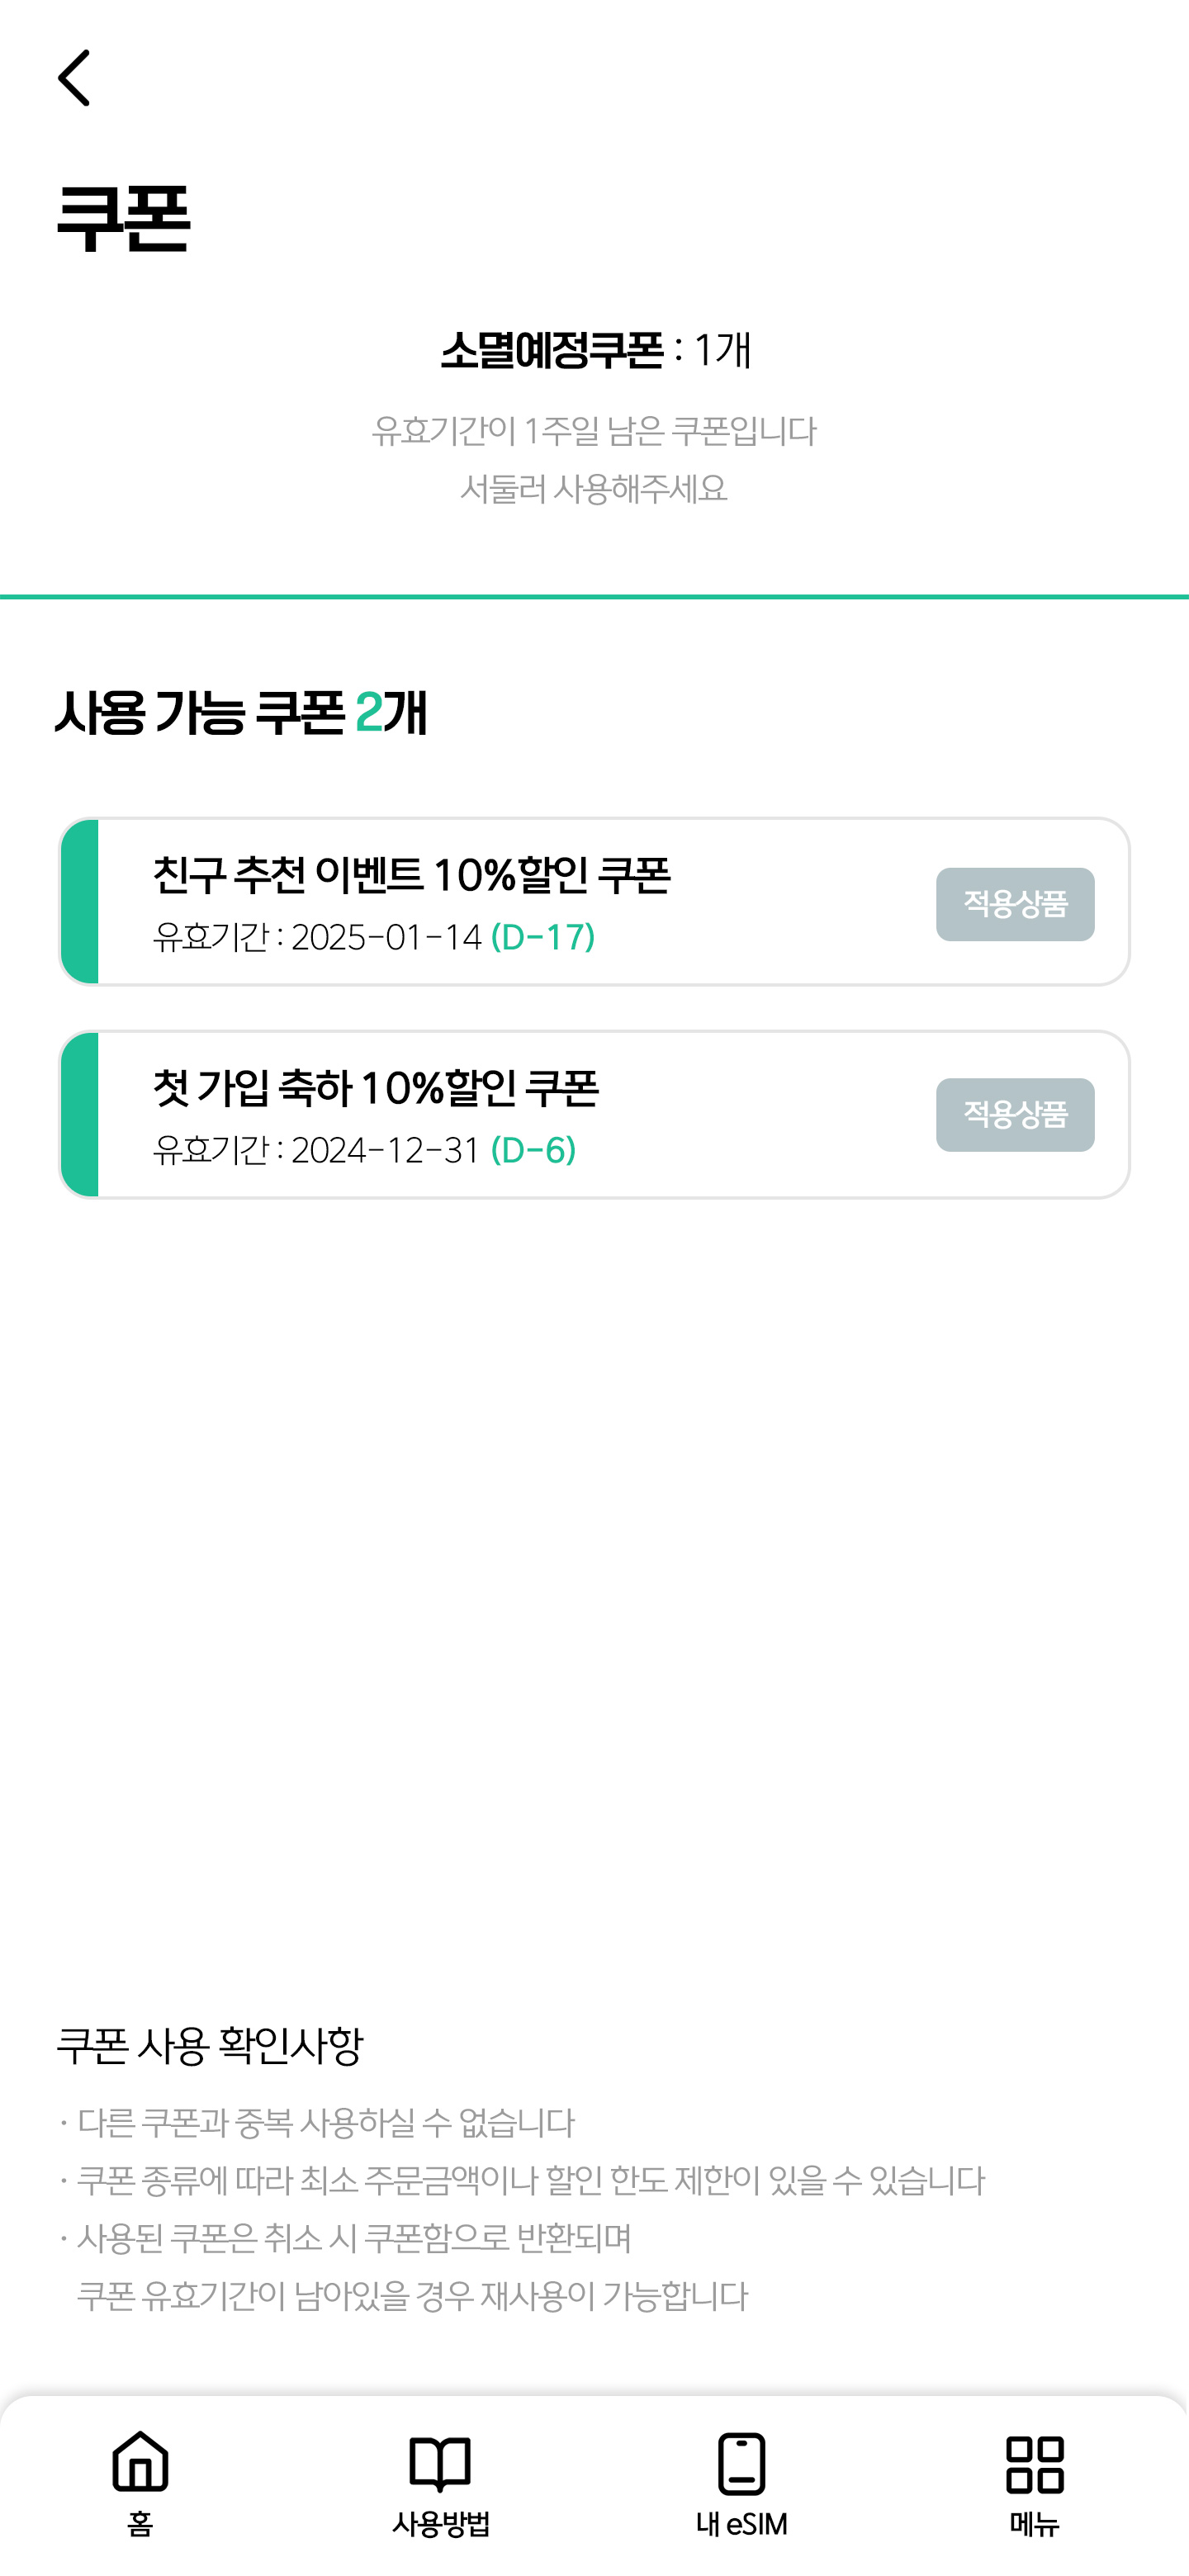 쿠폰
소멸예정쿠폰 : 1개
유효기간이 1주일 남은 쿠폰입니다
서둘러 사용해주세요
사용 가능 쿠폰 2개
친구 추천 이벤트 10%할인 쿠폰
유효기간 : 2025-01-14 (D-17)
적용상품
첫 가입 축하 10%할인 쿠폰
유효기간 : 2024-12-31 (D-6)
적용상품
쿠폰 사용 확인사항
· 다른 쿠폰과 중복 사용하실 수 없습니다
· 쿠폰 종류에 따라 최소 주문금액이나 할인 한도 제한이 있을 수 있습니다
· 사용된 쿠폰은 취소 시 쿠폰함으로 반환되며
쿠폰 유효기간이 남아있을 경우 재사용이 가능합니다
홈
사용방법
내 eSIM
메뉴